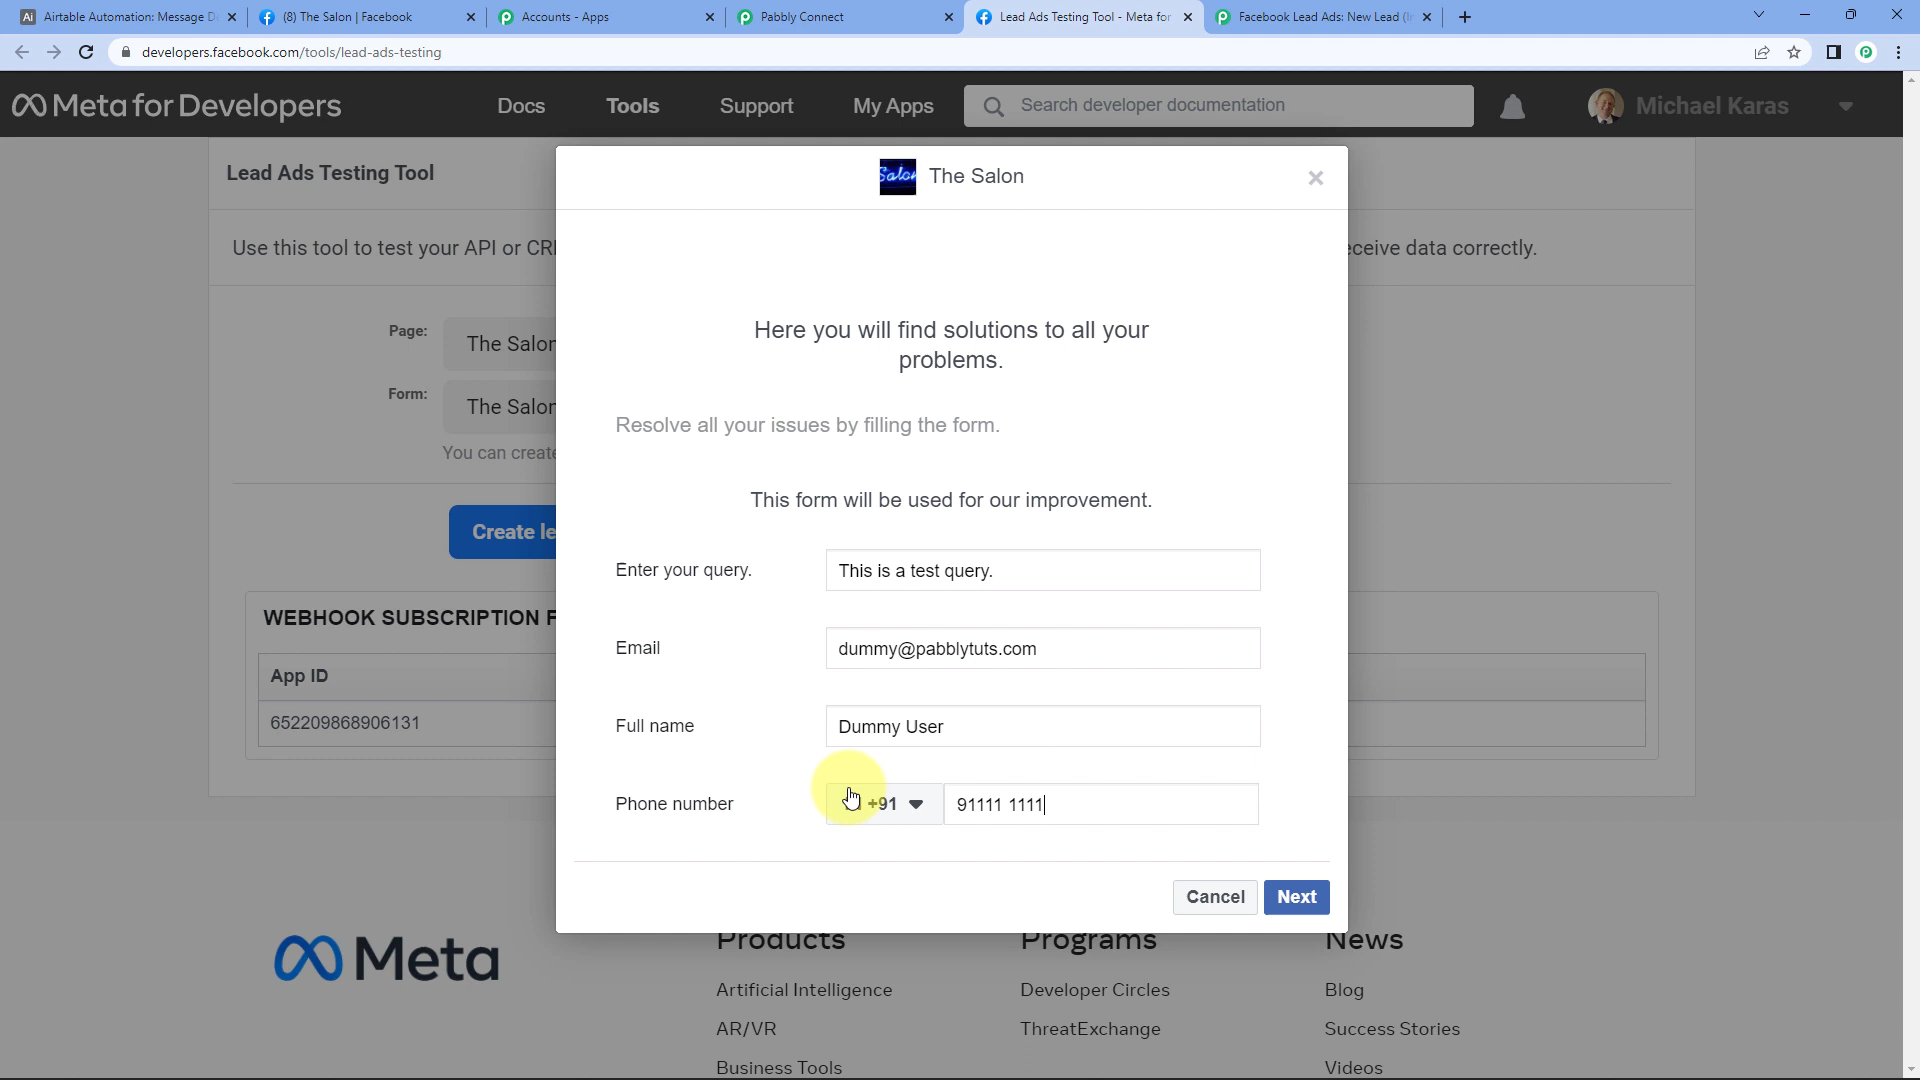 Ai Airtable Automation: Message D
(8) The Salon | Facebook
Accounts - Apps
Pabbly Connect
Lead Ads Testing Tool - Meta for
Facebook Lead Ads: New Lead (I
developers.facebook.com/tools/lead-ads-testing
Meta for Developers
Docs
Tools
Support
My Apps
Search developer documentation
Michael Karas
Lead Ads Testing Tool
Salon
The Salon
Use this tool to test your API or CR
eceive data correctly.
Here you will find solutions to all your
problems.
Page:
The Salon
Form:
The Salon
Resolve all your issues by filling the form.
You can create
This form will be used for our improvement.
Create le
Enter your query.
This is a test query.
WEBHOOK SUBSCRIPTION F
Email
dummy@pabblytuts.com
App ID
652209868906131
Full name
Dummy User
Phone number
+91
91111 1111
Cancel
Next
Meta
Products
Programs
News
Artificial Intelligence
Developer Circles
Blog
AR/VR
ThreatExchange
Success Stories
Business Tools
Videos